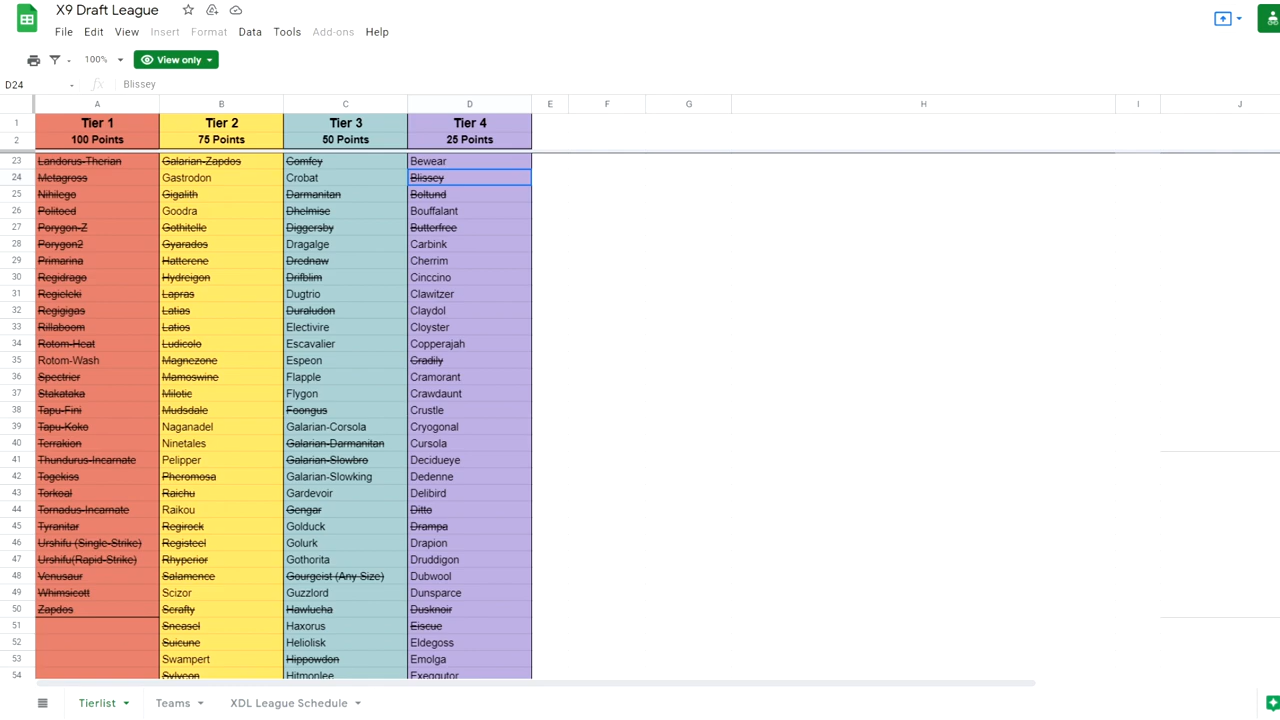 X9 Draft League
File Edit View Insert Format Data Tools Add-ons Help
100% View only
D24 fx Blissey
A B C D E F G H I J
1 Tier 1 Tier 2 Tier 3 Tier 4
2 100 Points 75 Points 50 Points 25 Points
23 Landorus-Therian Galarian-Zapdos Comfey Bewear
24 Metagross Gastrodon Crobat Blissey
25 Nihilego Gigalith Darmanitan Boltund
26 Politoed Goodra Dhelmise Bouffalant
27 Porygon-Z Gothitelle Diggersby Butterfree
28 Porygon2 Gyarados Dragalge Carbink
29 Primarina Hatterene Drednaw Cherrim
30 Regidrago Hydreigon Drifblim Cinccino
31 Regieleki Lapras Dugtrio Clawitzer
32 Regigigas Latias Duraludon Claydol
33 Rillaboom Latios Electivire Cloyster
34 Rotom-Heat Ludicolo Escavalier Copperajah
35 Rotom-Wash Magnezone Espeon Gradily
36 Spectrier Mamoswine Flapple Cramorant
37 Stakataka Milotic Flygon Crawdaunt
38 Tapu-Fini Mudsdale Foongus Crustle
39 Tapu-Koko Naganadel Galarian-Corsola Cryogonal
40 Terrakion Ninetales Galarian-Darmanitan Cursola
41 Thundurus-Incarnate Pelipper Galarian-Slowbro Decidueye
42 Togekiss Pheromosa Galarian-Slowking Dedenne
43 Torkoal Raichu Gardevoir Delibird
44 Tornadus-Incarnate Raikou Gengar Ditto
45 Tyranitar Regirock Golduck Drampa
46 Urshifu (Single-Strike) Registeel Golurk Drapion
47 Urshifu(Rapid-Strike) Rhyperior Gothorita Druddigon
48 Venusaur Salamence Gourgeist (Any Size) Dubwool
49 Whimsicott Scizor Guzzlord Dunsparce
50 Zapdos Scrafty Hawlucha Dusknoir
51 Sneasel Haxorus Eiscue
52 Suicune Heliolisk Eldegoss
53 Swampert Hippowdon Emolga
54 Sylveon Hitmonlee Exeggutor
Tierlist Teams XDL League Schedule